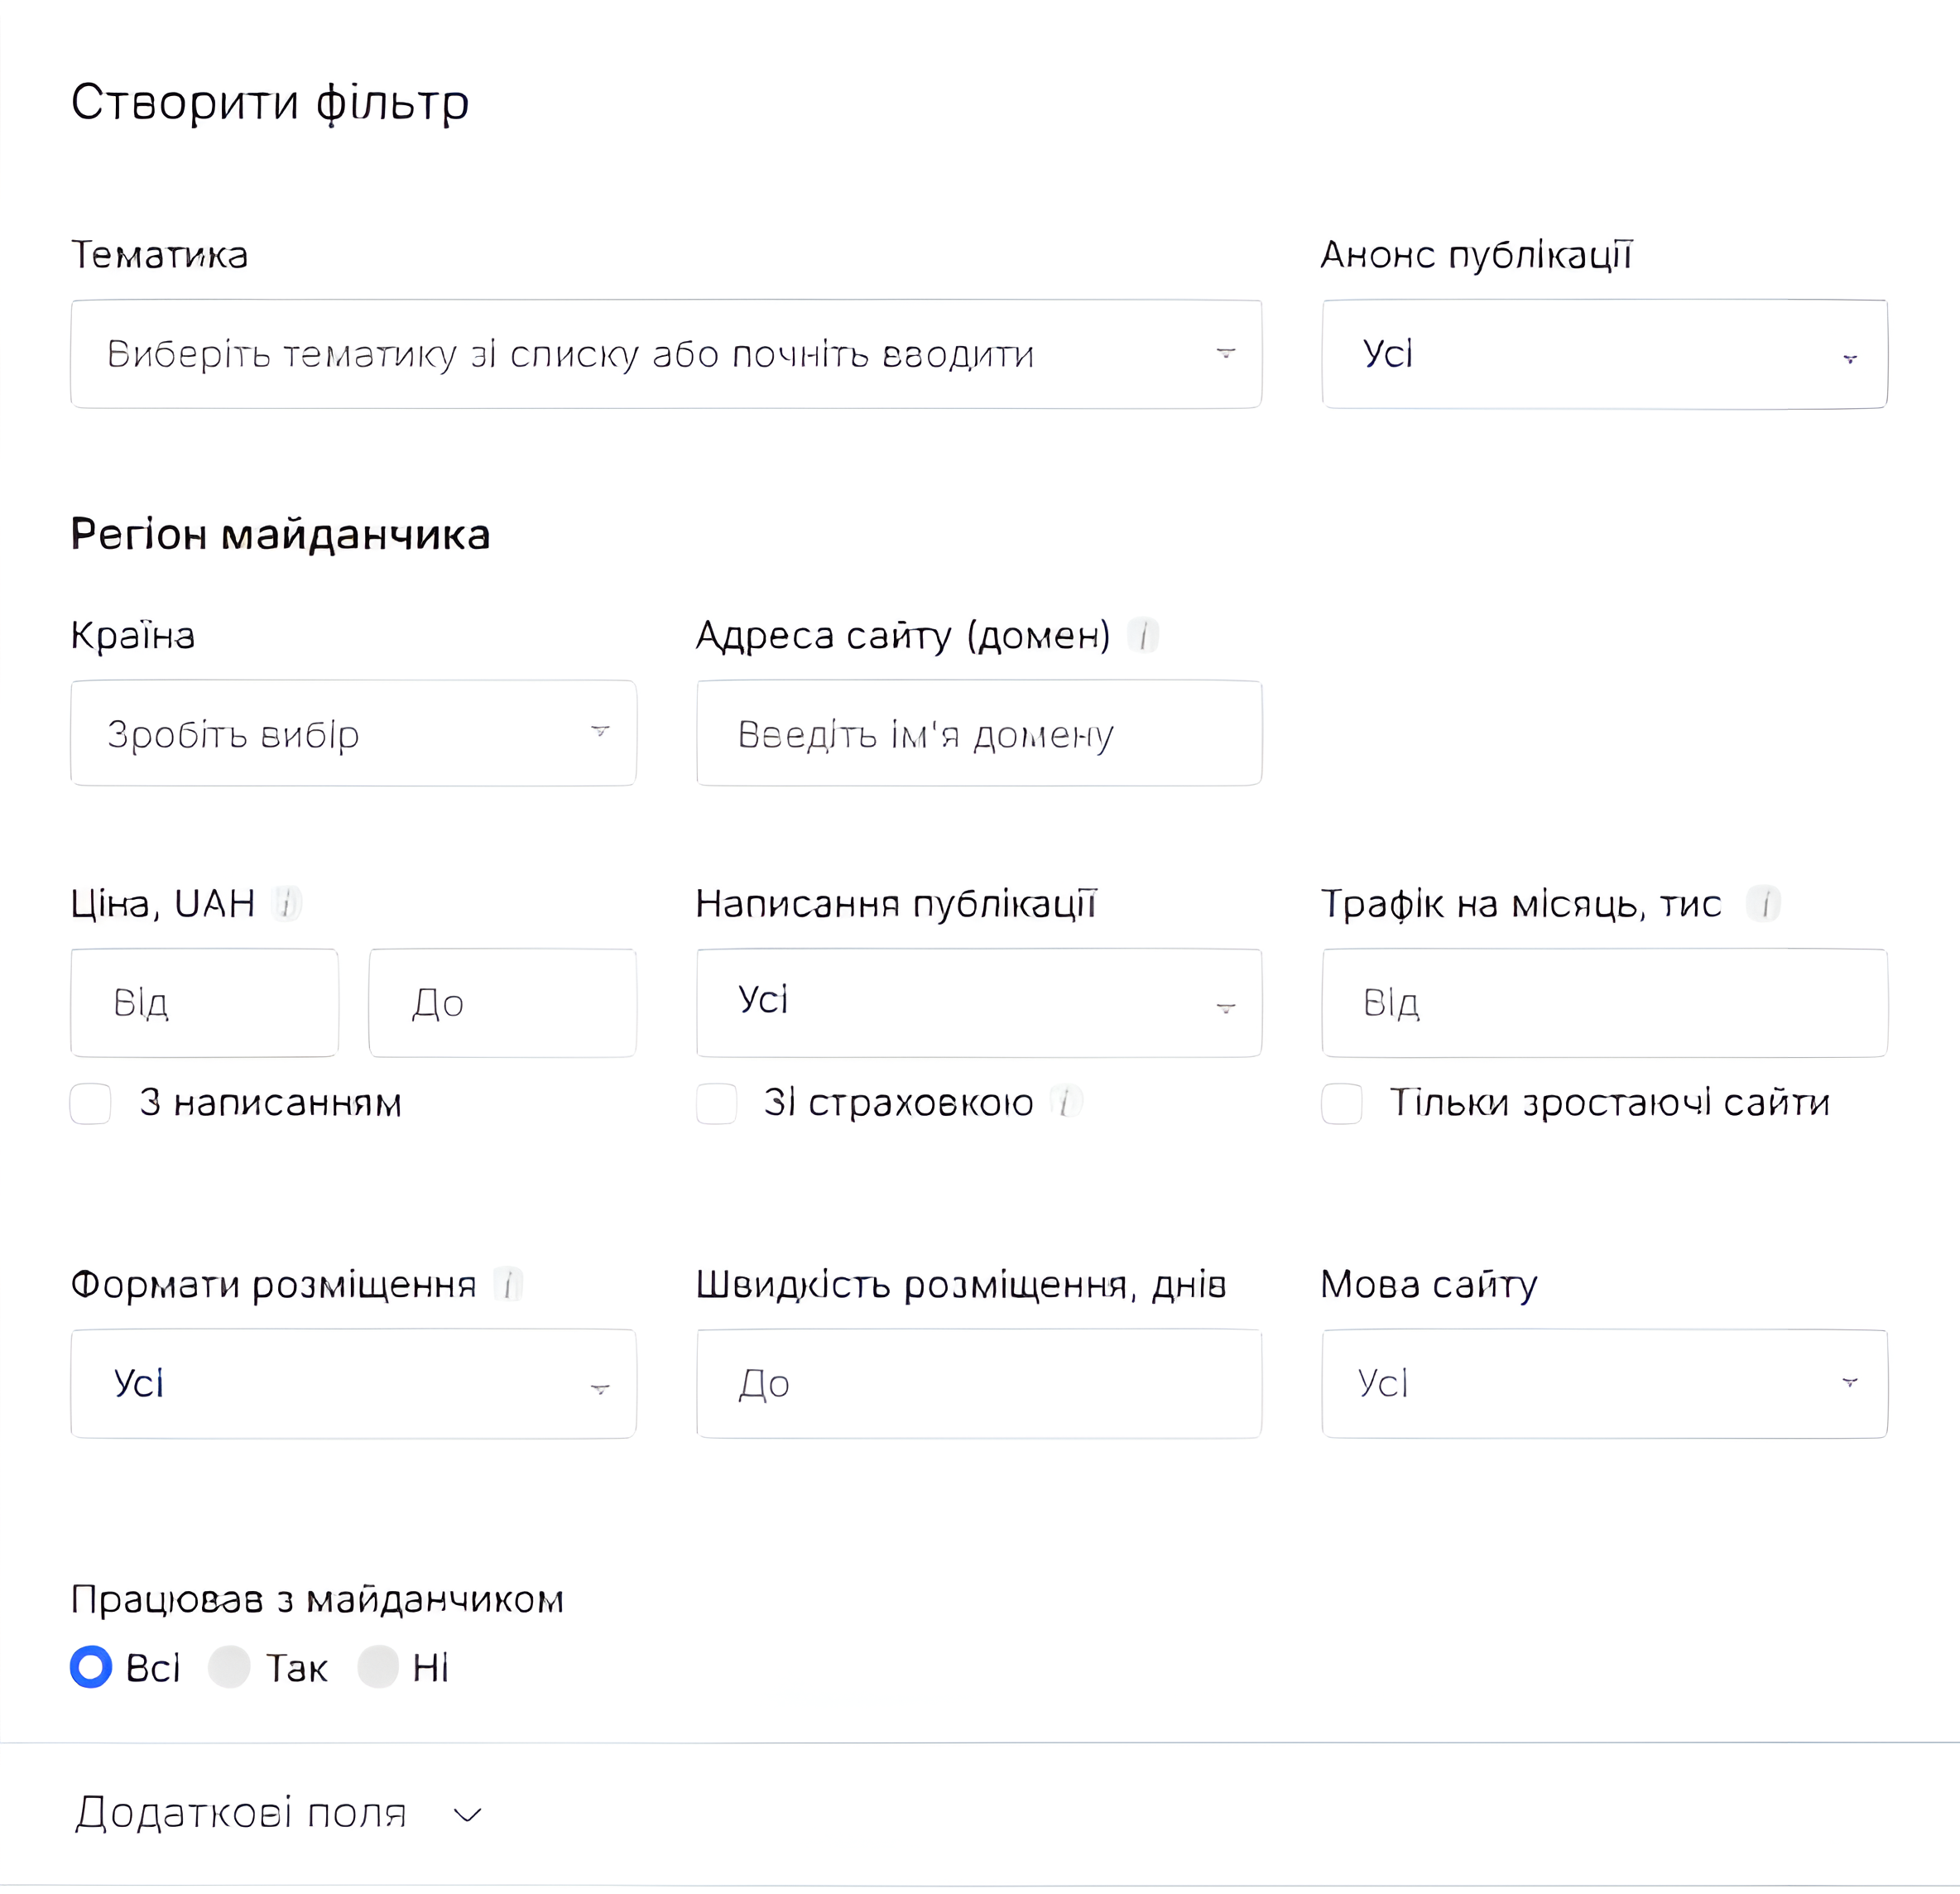 Створити фільтр
Тематика
Анонс публікації
Виберіть тематику зі списку або почніть вводити
Усі
Регіон майданчика
Країна
Адреса сайту (домен) i
Зробіть вибір
Введіть ім'я домену
Ціна, UAH i
Написання публікації
Трафік на місяць, тис i
Від
До
Усі
Від
З написанням
Зі страховкою i
Тільки зростаючі сайти
Формати розміщення i
Швидкість розміщення, днів
Мова сайту
Усі
До
Усі
Працював з майданчиком
Всі Так Ні
Додаткові поля